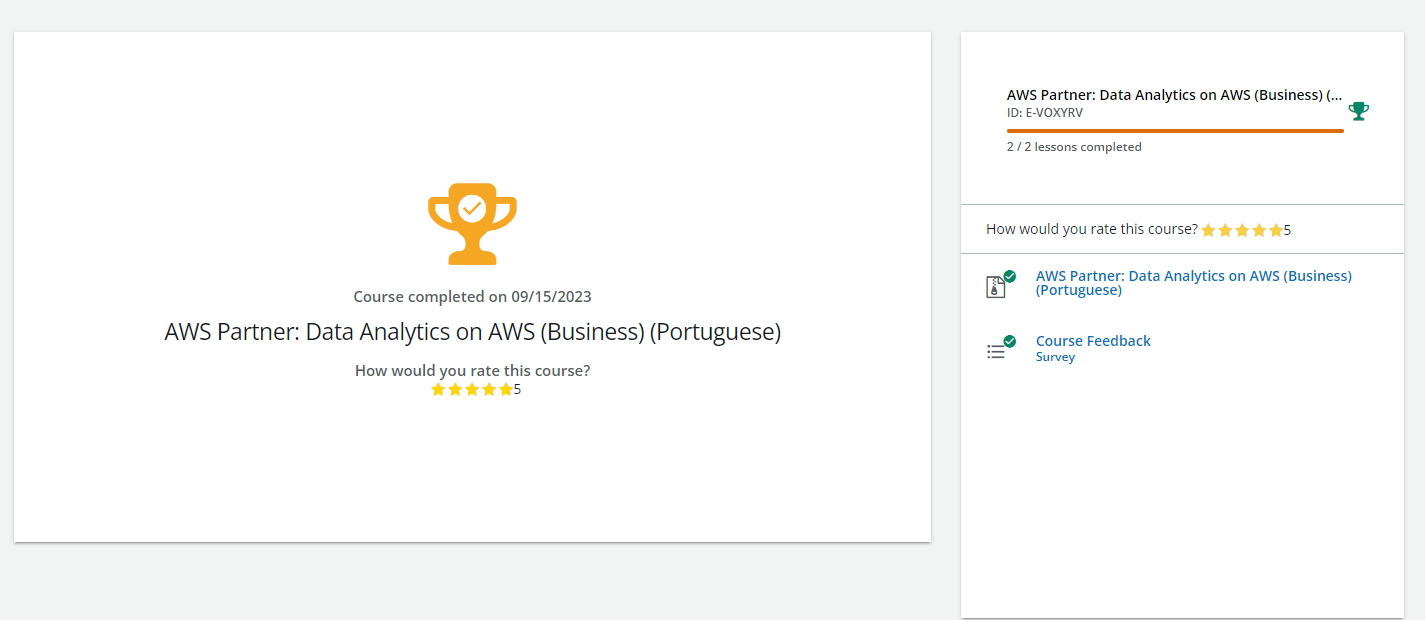 Course completed on 09/15/2023
AWS Partner: Data Analytics on AWS (Business) (Portuguese)
How would you rate this course?
5
AWS Partner: Data Analytics on AWS (Business) (...
ID: E-VOXYRV
2 / 2 lessons completed
How would you rate this course? 5
AWS Partner: Data Analytics on AWS (Business)
(Portuguese)
Course Feedback
Survey